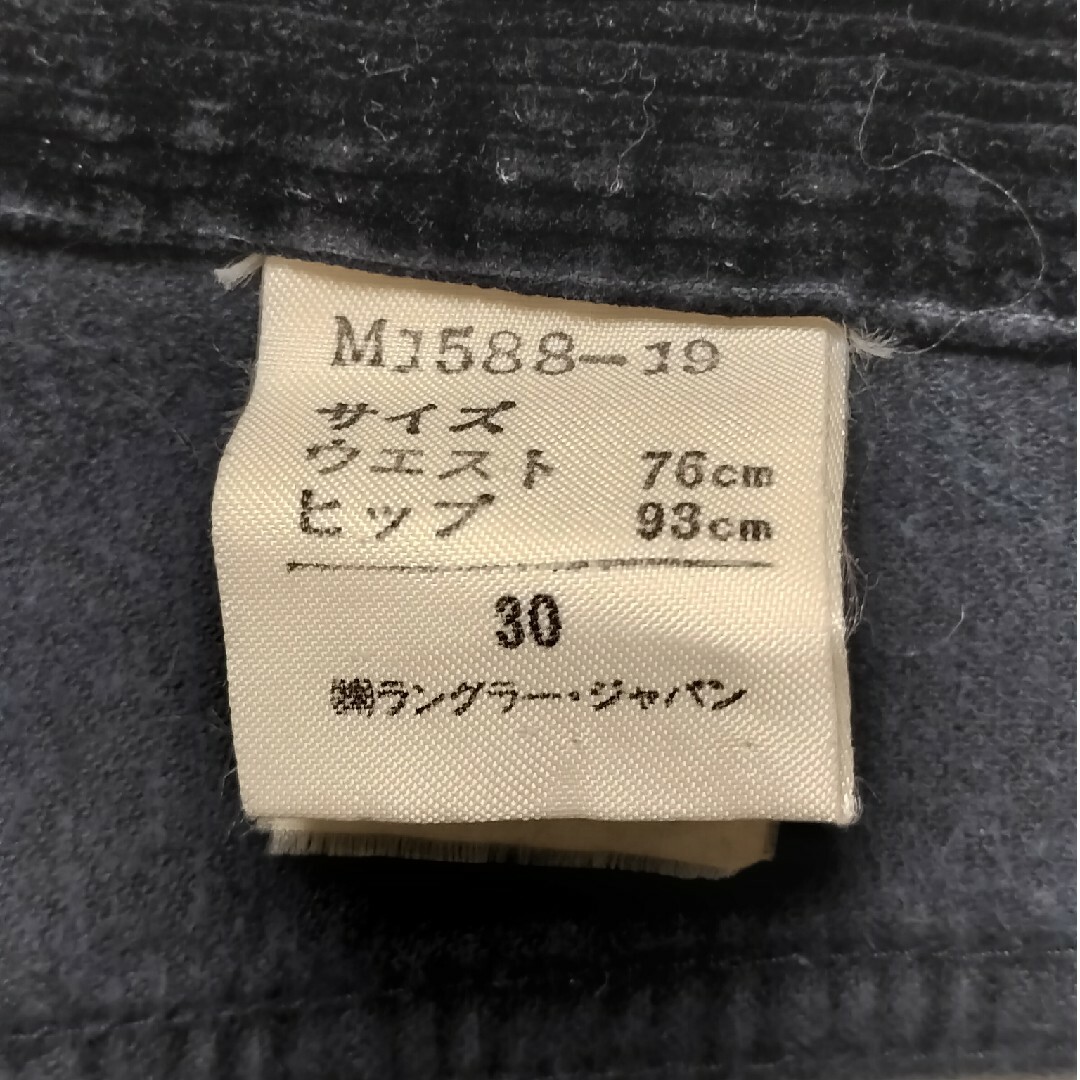 M1588-19
サイズ
ウエスト 76cm
ヒップ 93cm
30
㈱ラングラー・ジャパン